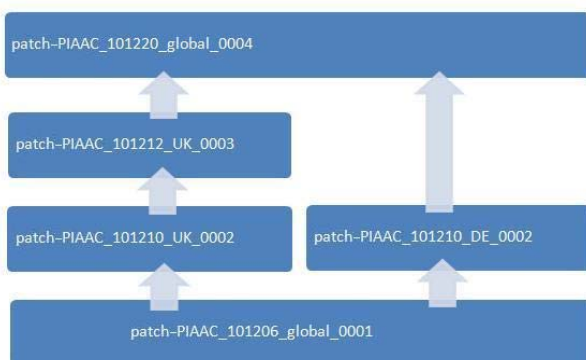 patch–PIAAC_101220_global_0004
patch–PIAAC_101212_UK_0003
patch–PIAAC_101210_UK_0002
patch–PIAAC_101210_DE_0002
patch–PIAAC_101206_global_0001